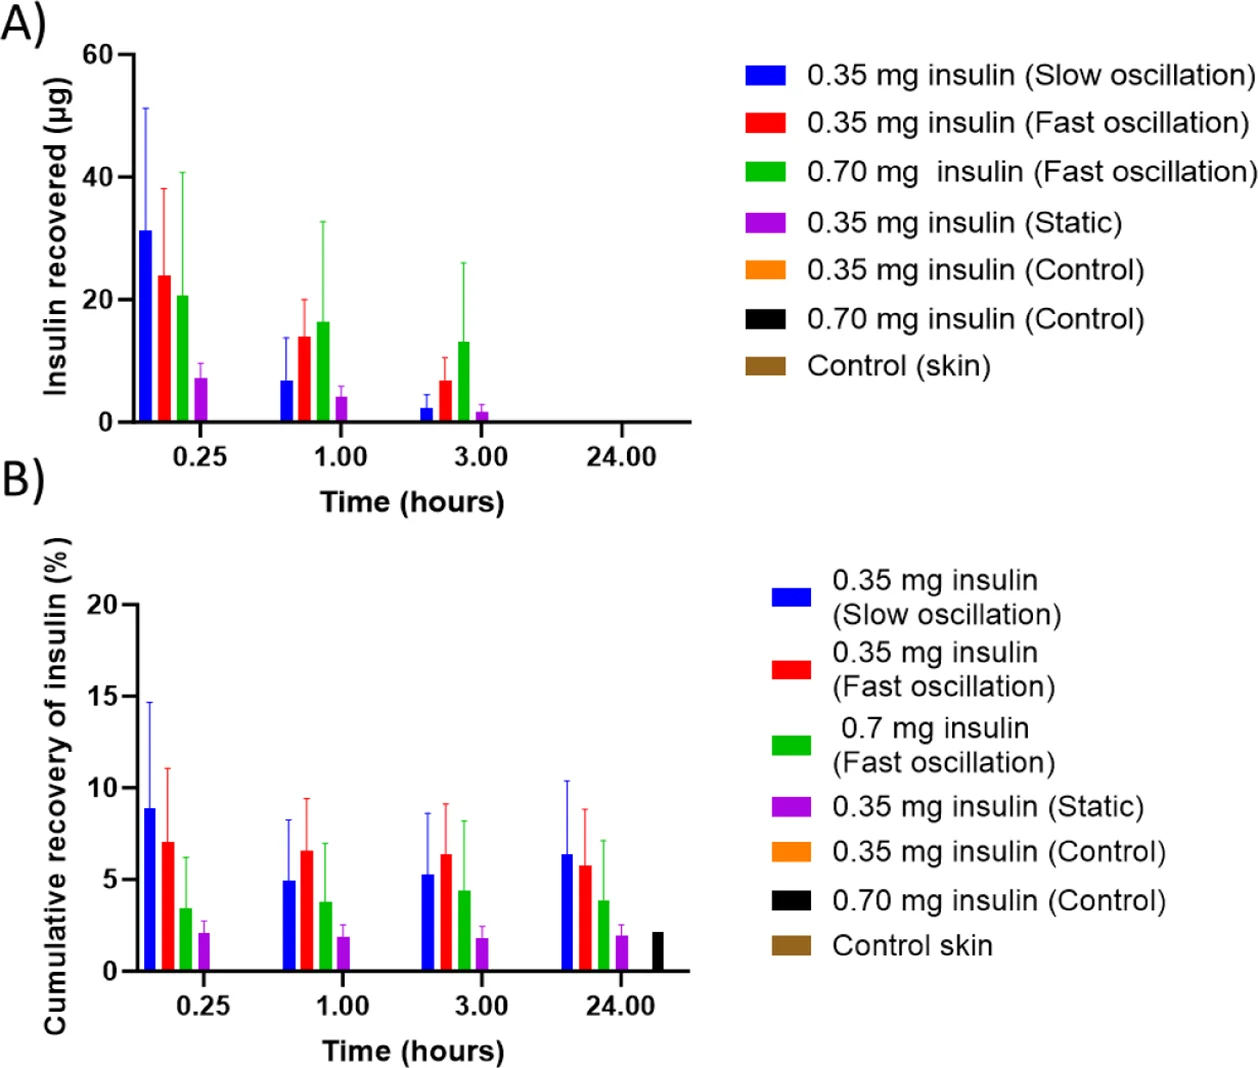 A)
60
40
20
0
Insulin recovered (µg)
0.25 1.00 3.00 24.00
Time (hours)
0.35 mg insulin (Slow oscillation)
0.35 mg insulin (Fast oscillation)
0.70 mg  insulin (Fast oscillation)
0.35 mg insulin (Static)
0.35 mg insulin (Control)
0.70 mg insulin (Control)
Control (skin)
B)
20
15
10
5
0
Cumulative recovery of insulin (%)
0.25 1.00 3.00 24.00
Time (hours)
0.35 mg insulin
(Slow oscillation)
0.35 mg insulin
(Fast oscillation)
0.7 mg insulin
(Fast oscillation)
0.35 mg insulin (Static)
0.35 mg insulin (Control)
0.70 mg insulin (Control)
Control skin